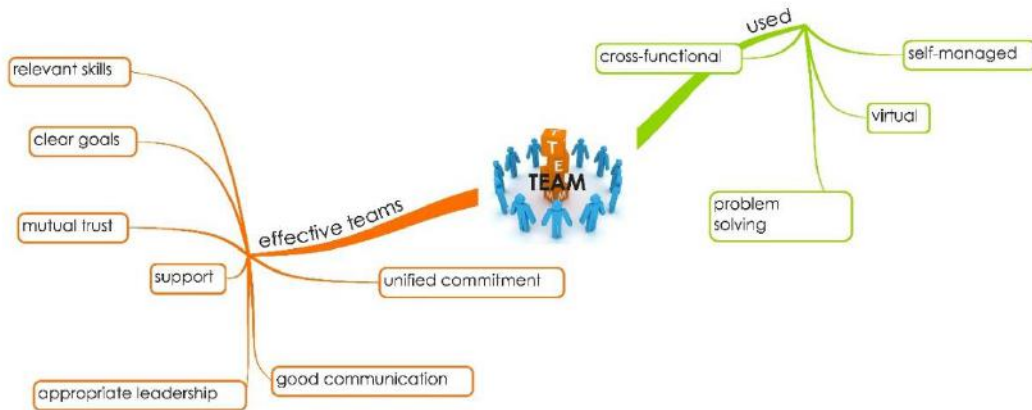 used
cross-functional
self-managed
virtual
problem
solving
T
E
TEAM
effective teams
relevant skills
clear goals
mutual trust
support
unified commitment
appropriate leadership
good communication